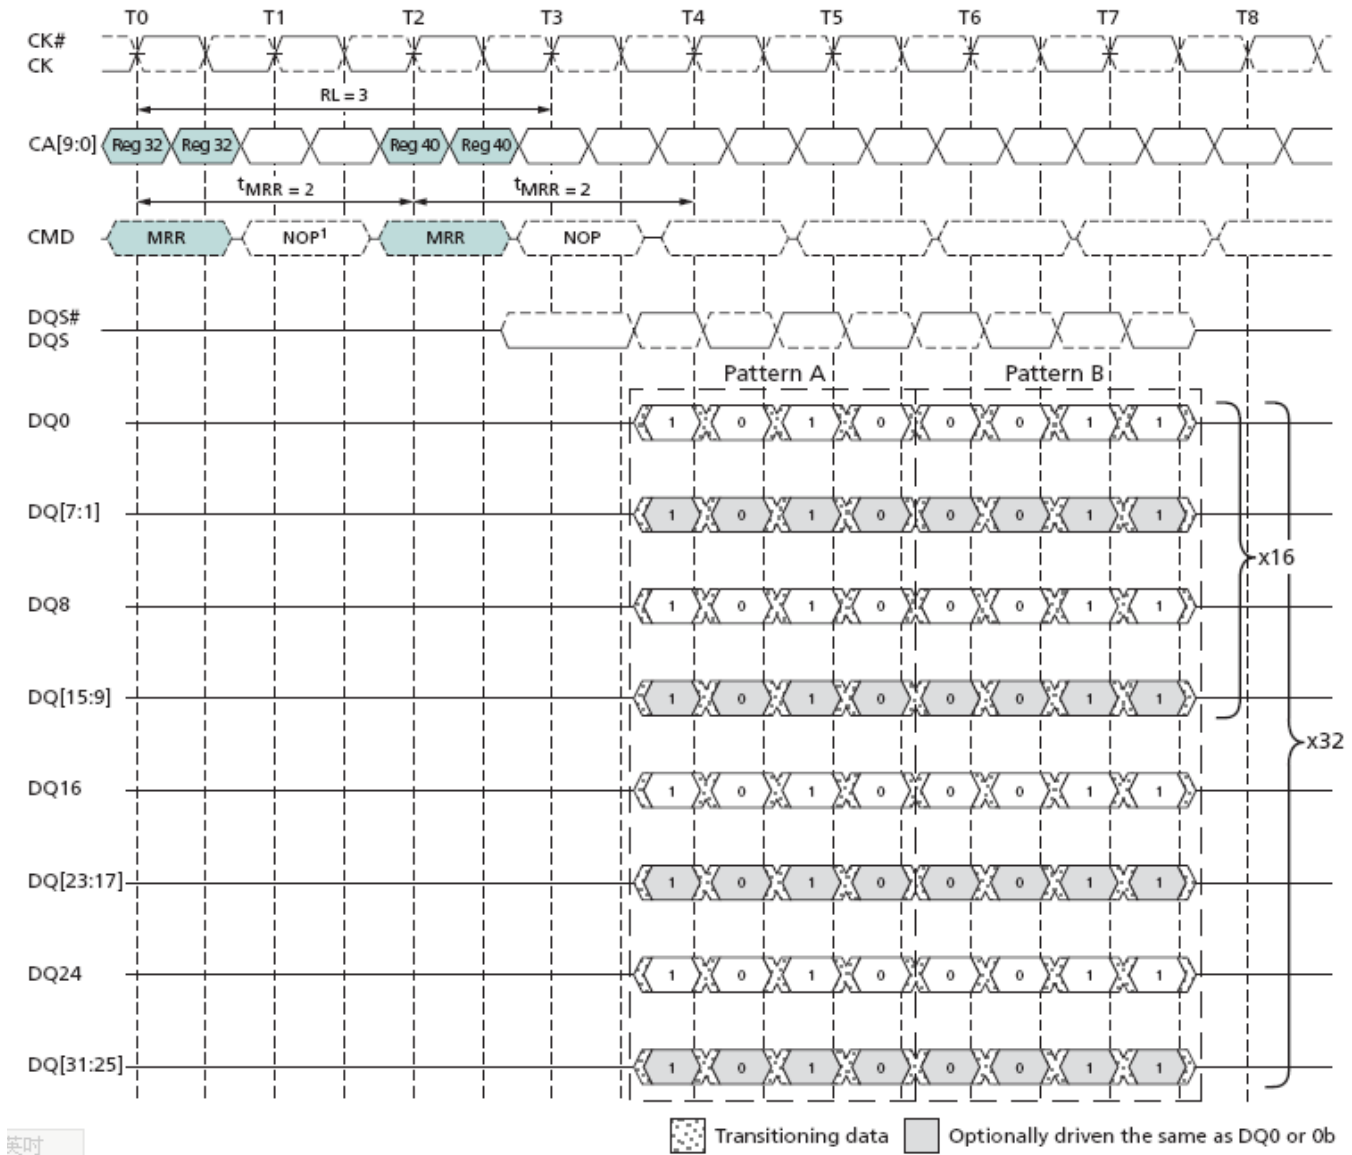 T0 T1 T2 T3 T4 T5 T6 T7 T8
CK#
CK
RL = 3
CA[9:0] Reg 32 Reg 32 Reg 40 Reg 40
tMRR = 2 tMRR = 2
CMD MRR NOP1 MRR NOP
DQS#
DQS
Pattern A Pattern B
DQ0 1 0 1 0 0 0 1 1
DQ[7:1] 1 0 1 0 0 0 1 1
x16
DQ8 1 0 1 0 0 0 1 1
DQ[15:9] 1 0 1 0 0 0 1 1
x32
DQ16 1 0 1 0 0 0 1 1
DQ[23:17] 1 0 1 0 0 0 1 1
DQ24 1 0 1 0 0 0 1 1
DQ[31:25] 1 0 1 0 0 0 1 1
Transitioning data Optionally driven the same as DQ0 or 0b
英吋